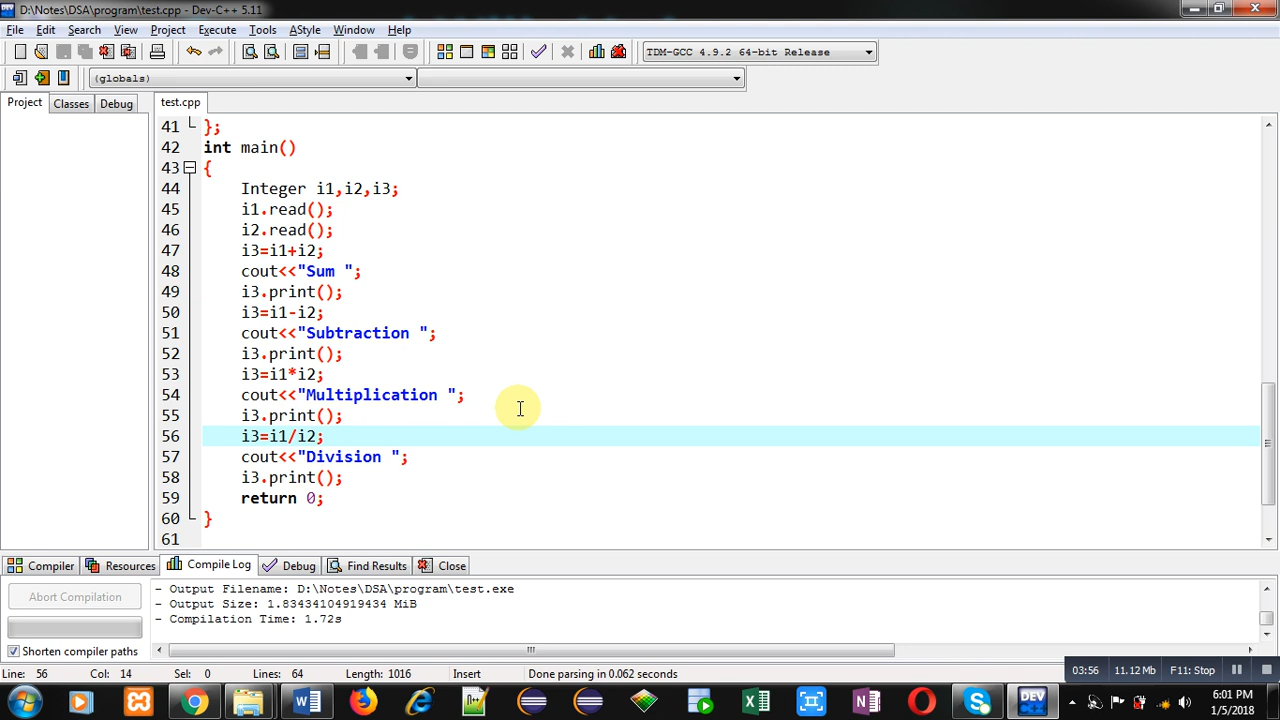 D:\Notes\DSA\program\test.cpp - Dev-C++ 5.11
File Edit Search View Project Execute Tools AStyle Window Help
TDM-GCC 4.9.2 64-bit Release
(globals)
Project Classes Debug test.cpp
41 };
42 int main()
43 {
44 Integer i1,i2,i3;
45 i1.read();
46 i2.read();
47 i3=i1+i2;
48 cout<<"Sum ";
49 i3.print();
50 i3=i1-i2;
51 cout<<"Subtraction ";
52 i3.print();
53 i3=i1*i2;
54 cout<<"Multiplication ";
55 i3.print();
56 i3=i1/i2;
57 cout<<"Division ";
58 i3.print();
59 return 0;
60 }
61
Compiler Resources Compile Log Debug Find Results Close
Abort Compilation
- Output Filename: D:\Notes\DSA\program\test.exe
- Output Size: 1.83434104919434 MiB
- Compilation Time: 1.72s
Shorten compiler paths
Line: 56 Col: 14 Sel: 0 Lines: 64 Length: 1016 Insert Done parsing in 0.062 seconds
03:56 11.12 Mb F11: Stop
DEV
6:01 PM
1/5/2018